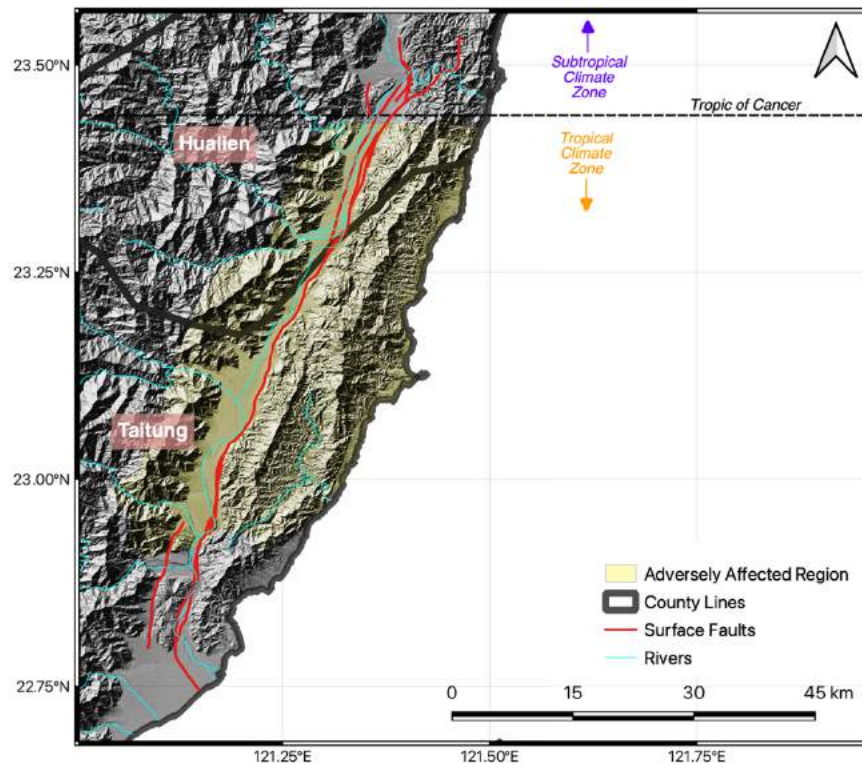 23.50°N
Subtropical
Climate
Zone
Tropic of Cancer
Hualien
Tropical
Climate
Zone
23.25°N
Taitung
23.00°N
Adversely Affected Region
County Lines
Surface Faults
Rivers
22.75°N
0 15 30 45 km
121.25°E 121.50°E 121.75°E